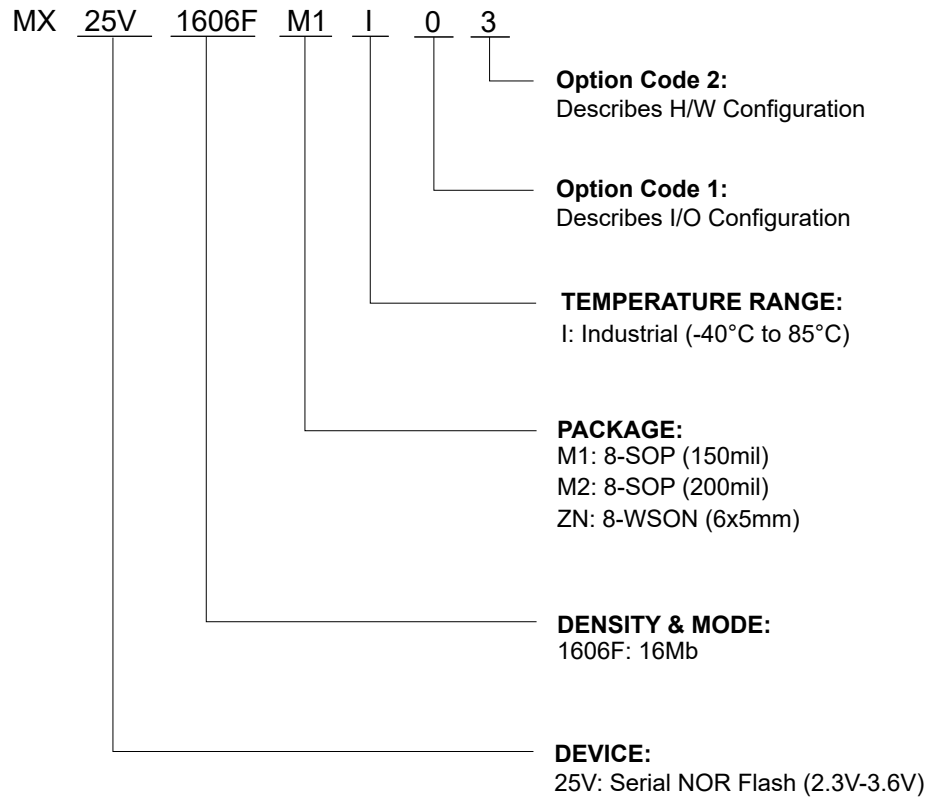 MX 25V 1606F M1 I 0 3
Option Code 2:
Describes H/W Configuration
Option Code 1:
Describes I/O Configuration
TEMPERATURE RANGE:
I: Industrial (-40°C to 85°C)
PACKAGE:
M1: 8-SOP (150mil)
M2: 8-SOP (200mil)
ZN: 8-WSON (6x5mm)
DENSITY & MODE:
1606F: 16Mb
DEVICE:
25V: Serial NOR Flash (2.3V-3.6V)